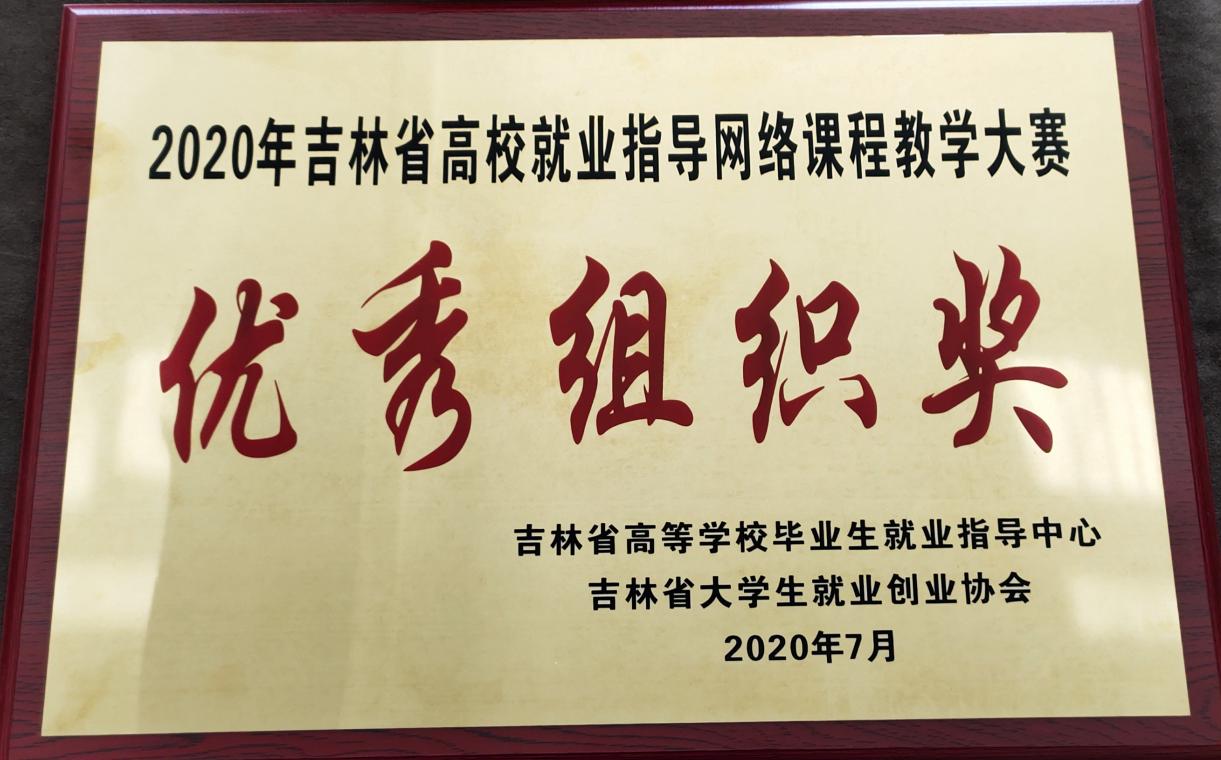 2020年吉林省高校就业指导网络课程教学大赛
优秀组织奖
吉林省高等学校毕业生就业指导中心
吉林省大学生就业创业协会
2020年7月